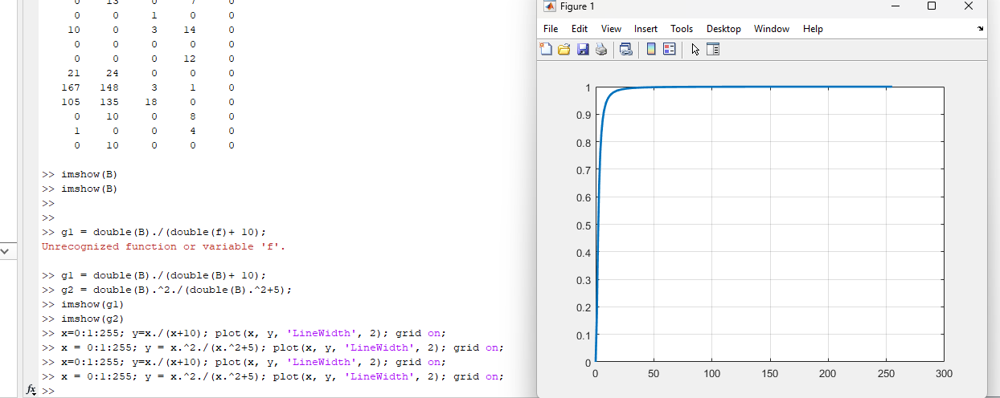 0 13 0 7 0
0 0 1 0 0
10 0 3 14 0
0 0 0 0 0
0 0 0 12 0
21 24 0 0 0
167 148 3 1 0
105 135 18 0 0
0 10 0 8 0
1 0 0 4 0
0 10 0 0 0
>> imshow(B)
>> imshow(B)
>>
>>
>> g1 = double(B)./(double(f)+ 10);
Unrecognized function or variable 'f'.
>> g1 = double(B)./(double(B)+ 10);
>> g2 = double(B).^2./(double(B).^2+5);
>> imshow(g1)
>> imshow(g2)
>> x=0:1:255; y=x./(x+10); plot(x, y, 'LineWidth', 2); grid on;
>> x = 0:1:255; y = x.^2./(x.^2+5); plot(x, y, 'LineWidth', 2); grid on;
>> x=0:1:255; y=x./(x+10); plot(x, y, 'LineWidth', 2); grid on;
>> x = 0:1:255; y = x.^2./(x.^2+5); plot(x, y, 'LineWidth', 2); grid on;
fx >>
Figure 1
File Edit View Insert Tools Desktop Window Help
1
0.9
0.8
0.7
0.6
0.5
0.4
0.3
0.2
0.1
0
0 50 100 150 200 250 300